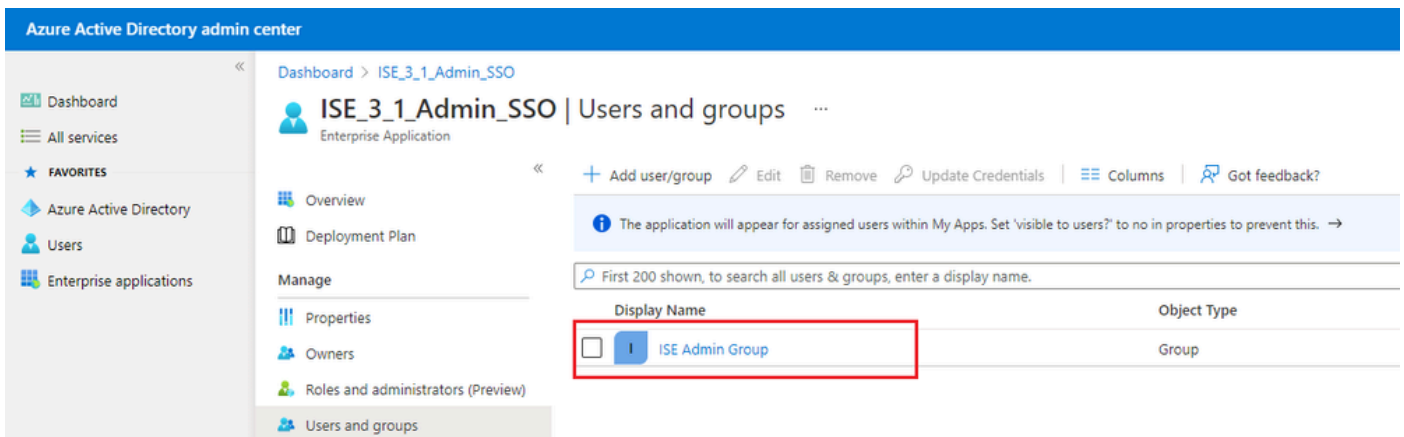 Azure Active Directory admin center
«
Dashboard
All services
FAVORITES
Azure Active Directory
Users
Enterprise applications
Dashboard > ISE_3_1_Admin_SSO
ISE_3_1_Admin_SSO | Users and groups ...
Enterprise Application
«
Overview
Deployment Plan
Manage
Properties
Owners
Roles and administrators (Preview)
Users and groups
+ Add user/group Edit Remove Update Credentials Columns Got feedback?
The application will appear for assigned users within My Apps. Set 'visible to users?' to no in properties to prevent this. →
First 200 shown, to search all users & groups, enter a display name.
Display Name Object Type
I ISE Admin Group Group